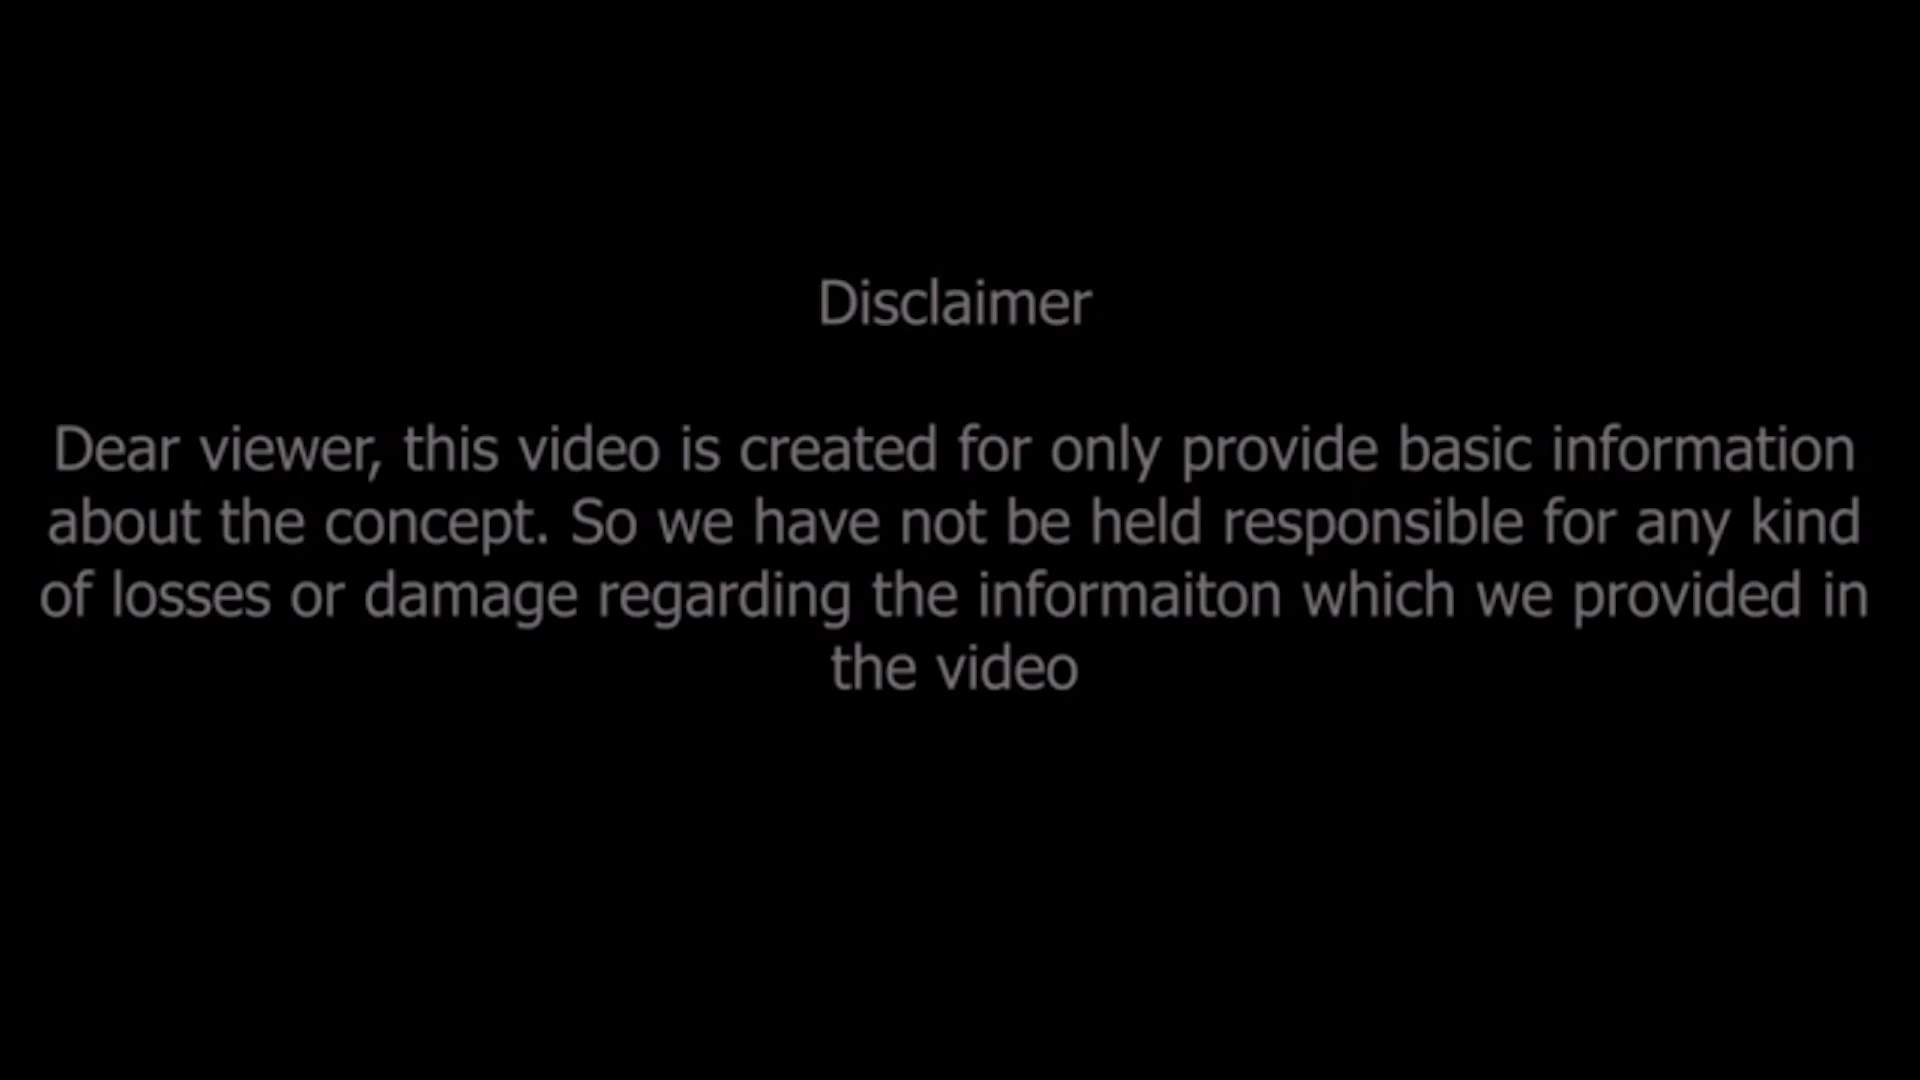 Disclaimer
Dear viewer, this video is created for only provide basic information
about the concept. So we have not be held responsible for any kind
of losses or damage regarding the informaiton which we provided in
the video